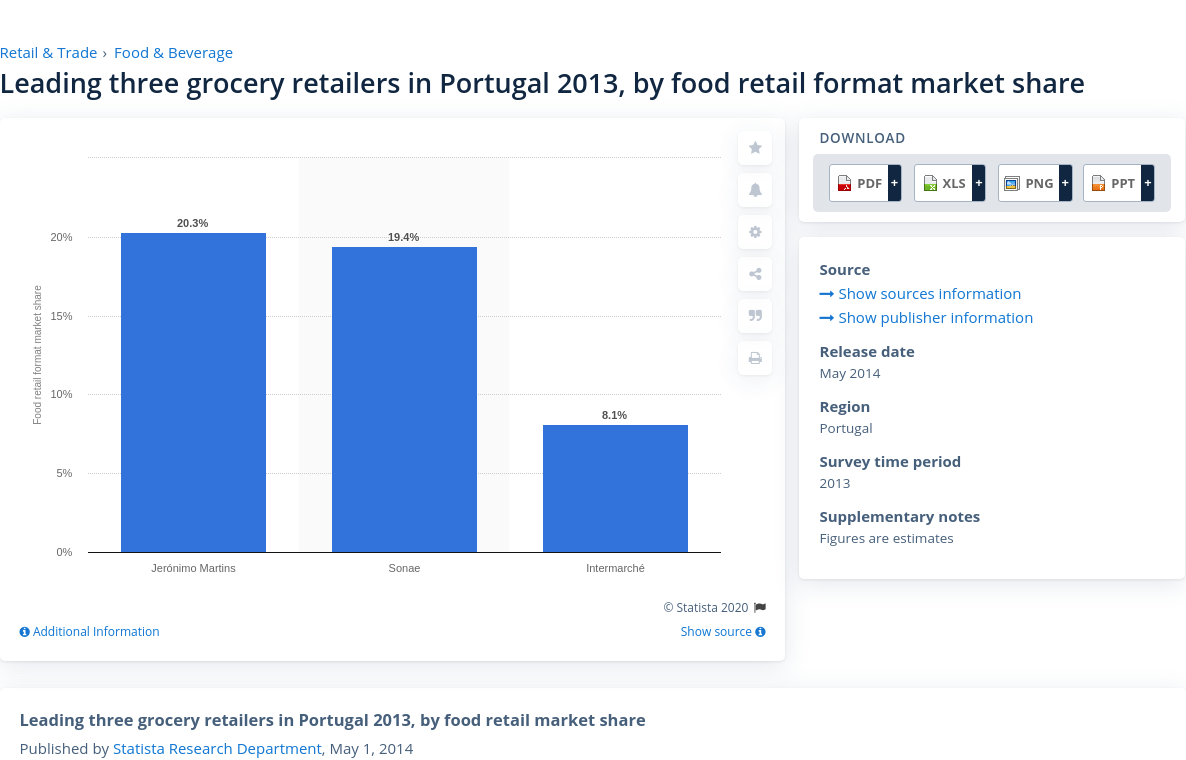 Retail & Trade › Food & Beverage
Leading three grocery retailers in Portugal 2013, by food retail format market share
20.3%
19.4%
8.1%
20%
15%
10%
5%
0%
Food retail format market share
Jerónimo Martins
Sonae
Intermarché
© Statista 2020
Additional Information
Show source
DOWNLOAD
PDF + XLS + PNG + PPT +
Source
Show sources information
Show publisher information
Release date
May 2014
Region
Portugal
Survey time period
2013
Supplementary notes
Figures are estimates
Leading three grocery retailers in Portugal 2013, by food retail market share
Published by Statista Research Department, May 1, 2014